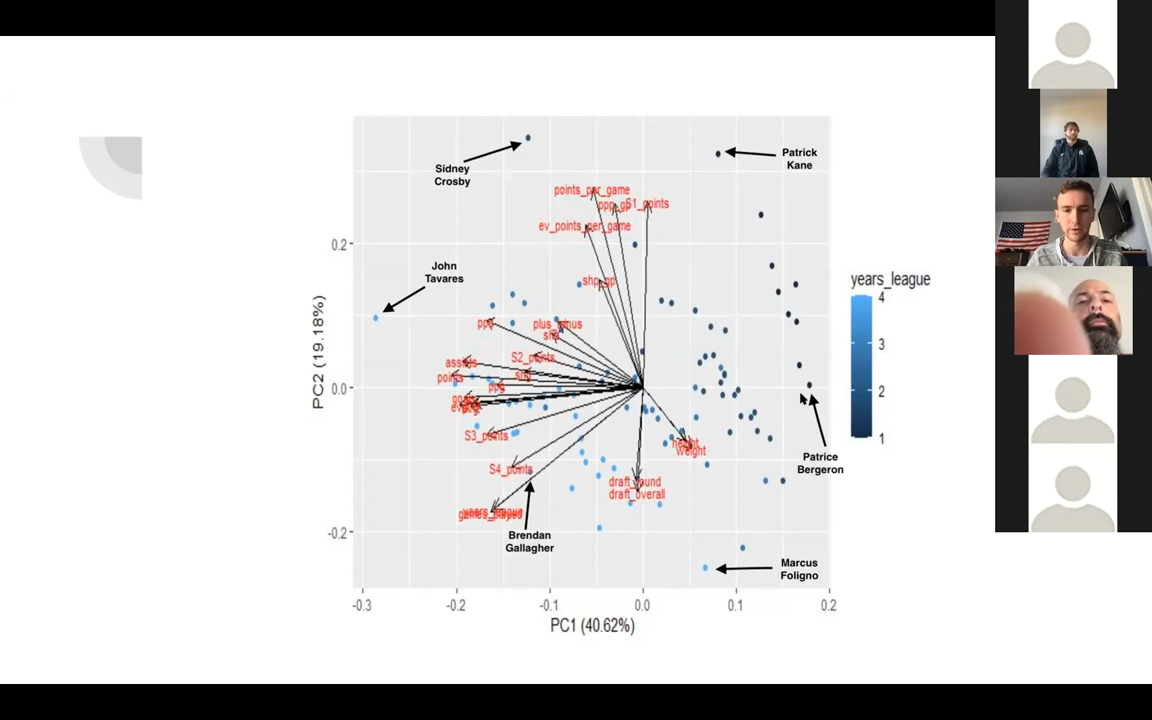 Sidney
Crosby
Patrick
Kane
points_per_game
ppp_gp
S1_points
ev_points_per_game
0.2
John
Tavares
shp_gp
years_league
4
3
2
1
ppp
plus_minus
S2_points
assists
points
ppg
PC2 (19.18%)
0.0
S3_points
height
weight
Patrice
Bergeron
S4_points
draft_round
draft_overall
games_played
-0.2
Brendan
Gallagher
Marcus
Foligno
-0.3
-0.2
-0.1
0.0
0.1
0.2
PC1 (40.62%)